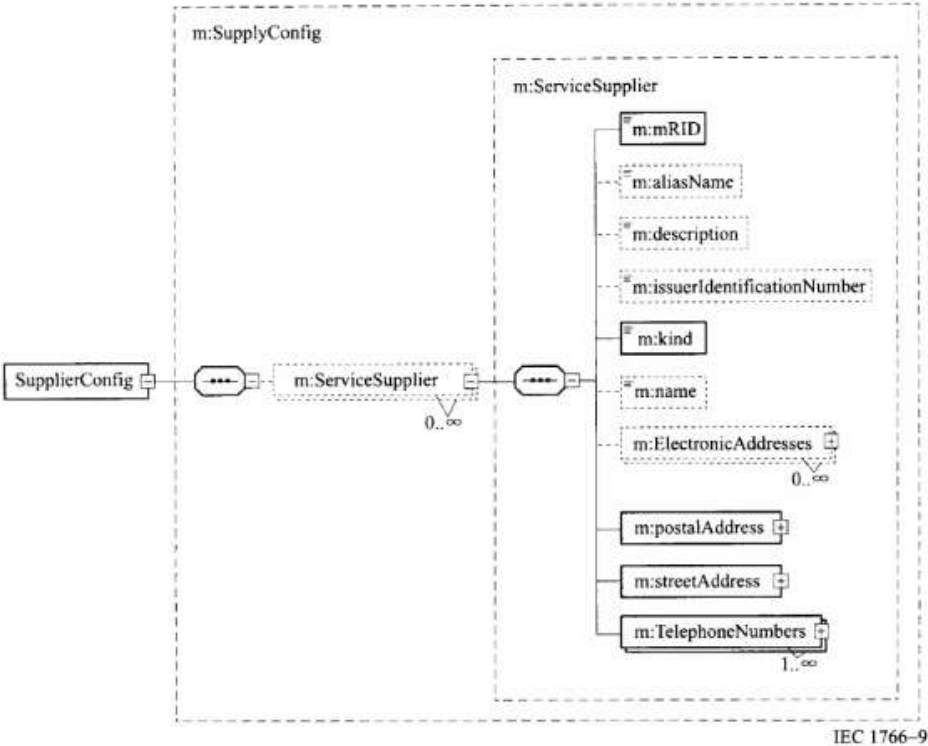 m:SupplyConfig
m:ServiceSupplier
m:mRID
m:aliasName
m:description
m:issuerIdentificationNumber
m:kind
SupplierConfig
m:ServiceSupplier
0..∞
m:name
m:ElectronicAddresses
0..∞
m:postalAddress
m:streetAddress
m:TelephoneNumbers
1..∞
IEC 1766-9